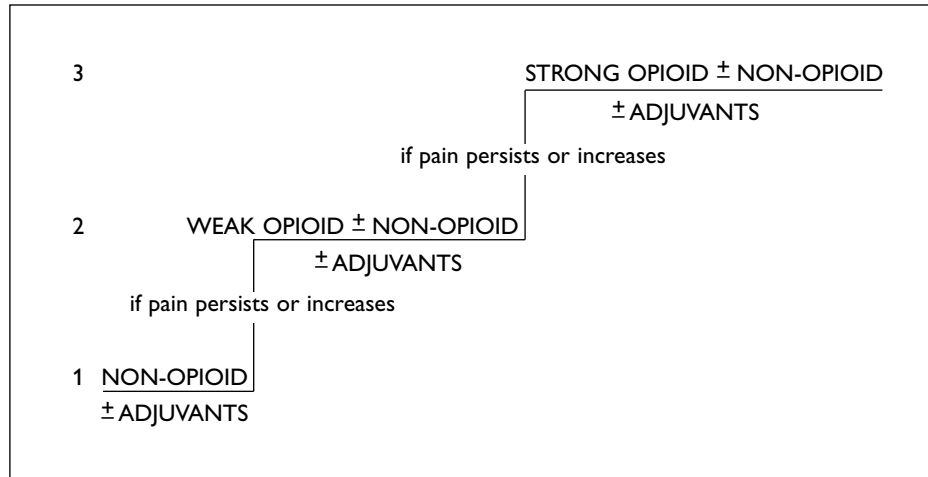 3 STRONG OPIOID ± NON-OPIOID
± ADJUVANTS
if pain persists or increases
2 WEAK OPIOID ± NON-OPIOID
± ADJUVANTS
if pain persists or increases
1 NON-OPIOID
± ADJUVANTS